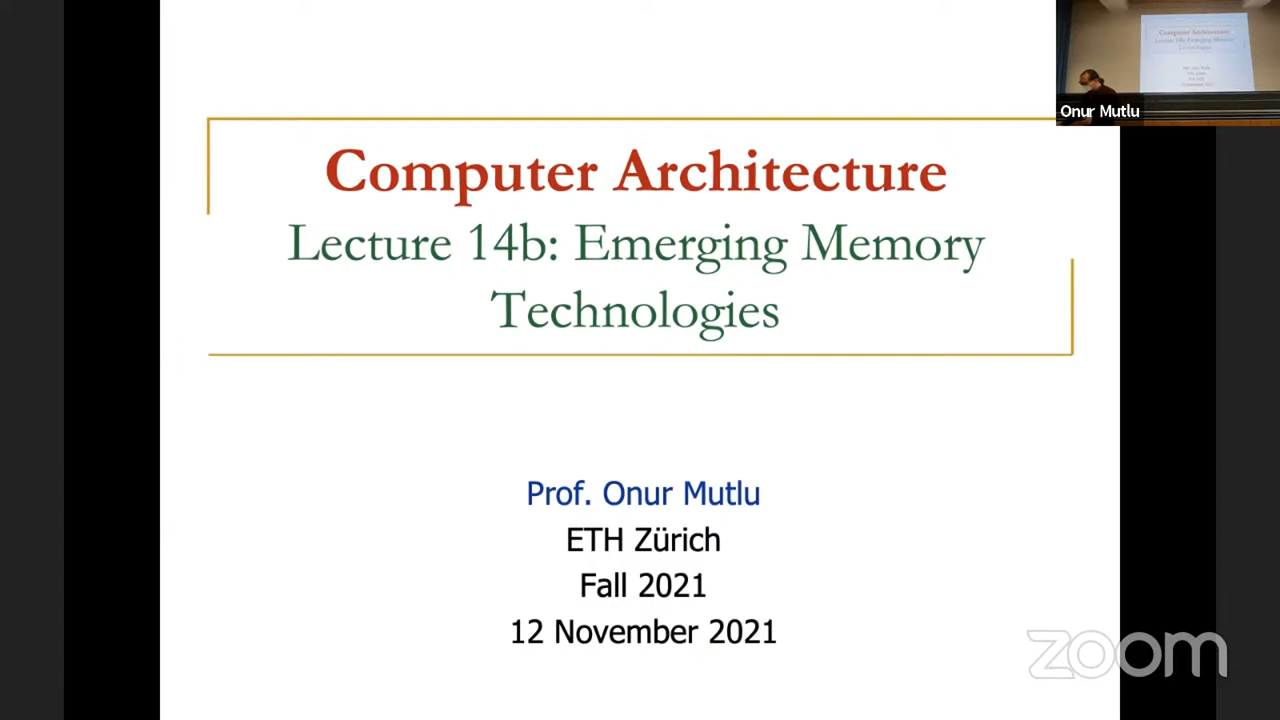 Computer Architecture
Lecture 14b: Emerging Memory
Technologies
Prof. Onur Mutlu
ETH Zürich
Fall 2021
12 November 2021
Onur Mutlu
zoom